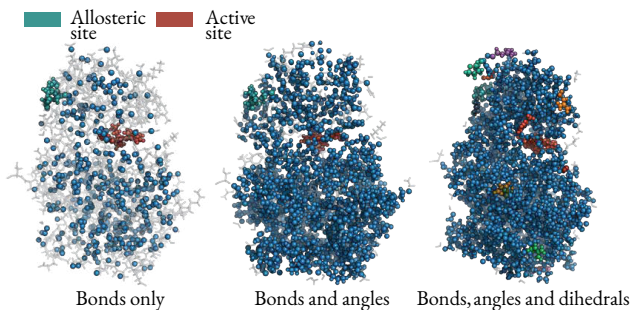 Allosteric site
Active site
Bonds only
Bonds and angles
Bonds, angles and dihedrals